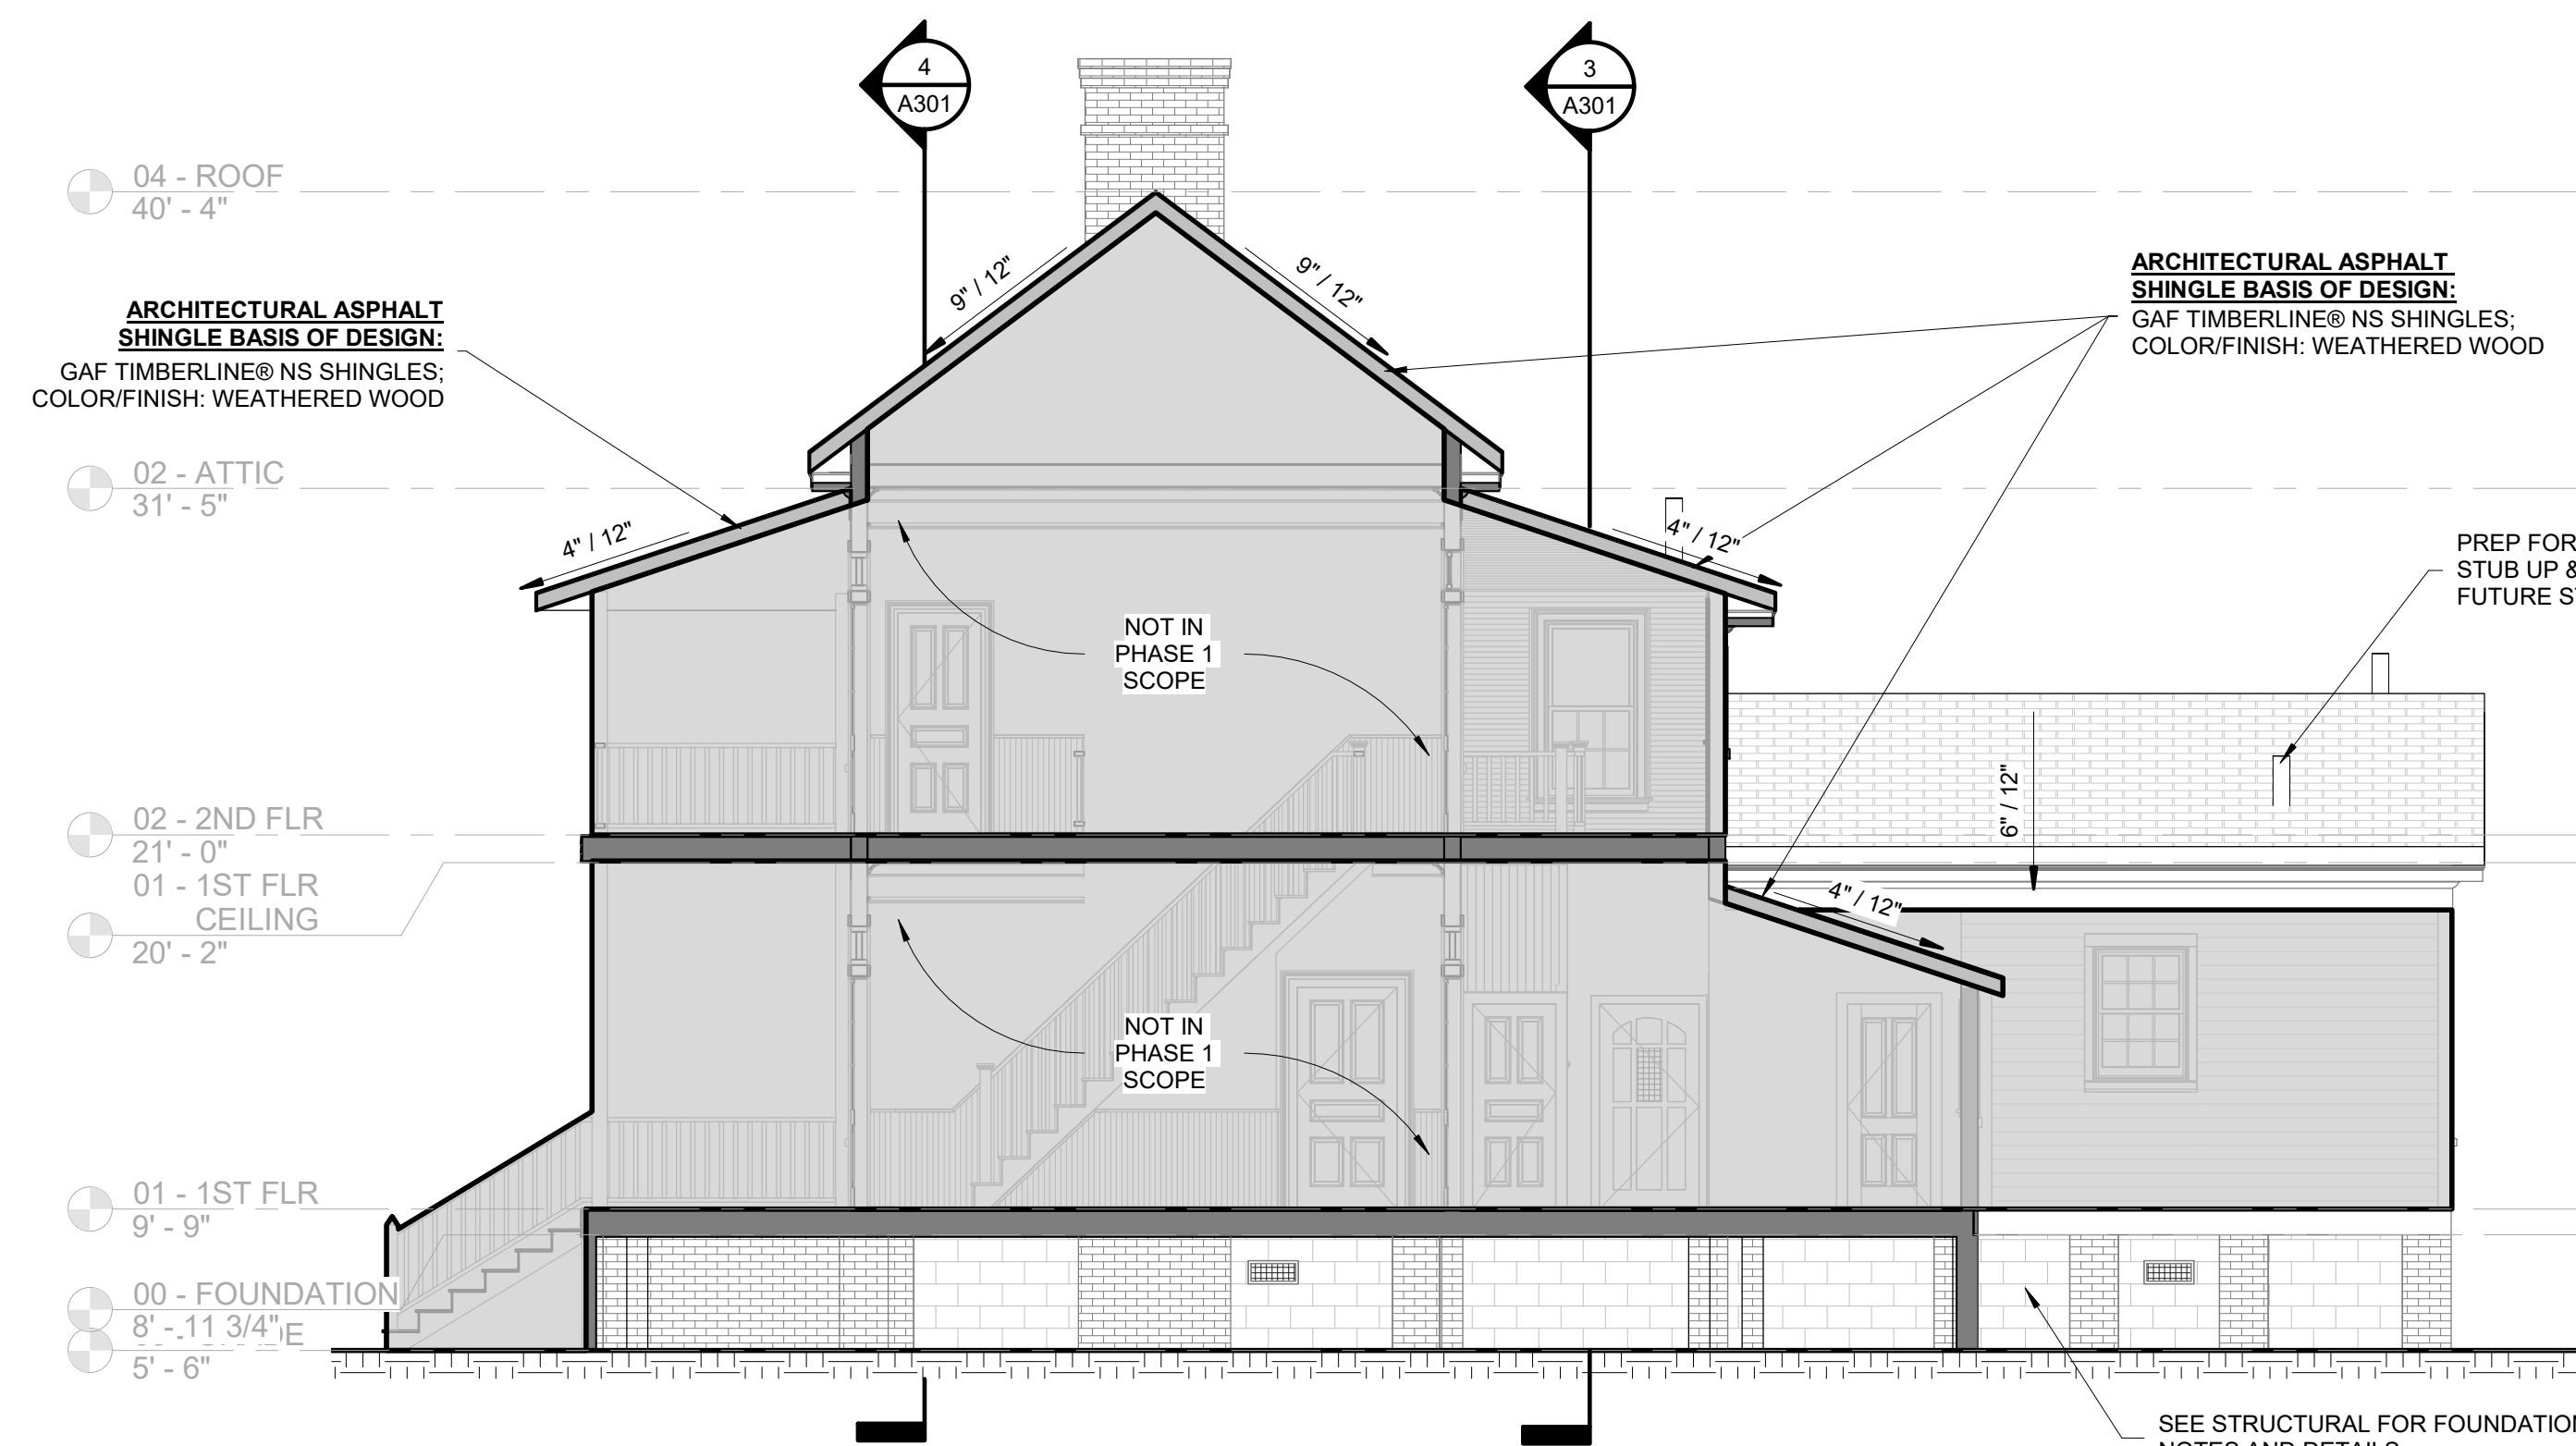 4
A301
3
A301
04 - ROOF
40' - 4"
9" / 12"
9" / 12"
ARCHITECTURAL ASPHALT
SHINGLE BASIS OF DESIGN:
GAF TIMBERLINE® NS SHINGLES;
COLOR/FINISH: WEATHERED WOOD
ARCHITECTURAL ASPHALT
SHINGLE BASIS OF DESIGN:
GAF TIMBERLINE® NS SHINGLES;
COLOR/FINISH: WEATHERED WOOD
02 - ATTIC
31' - 5"
4" / 12"
4" / 12"
PREP FOR
STUB UP &
FUTURE
NOT IN
PHASE 1
SCOPE
02 - 2ND FLR
21' - 0"
6" / 12"
01 - 1ST FLR
CEILING
20' - 2"
4" / 12"
NOT IN
PHASE 1
SCOPE
01 - 1ST FLR
9' - 9"
00 - FOUNDATION
8' - 11 3/4"
5' - 6"
SEE STRUCTURAL FOR FOUNDATION
NOTES AND DETAILS